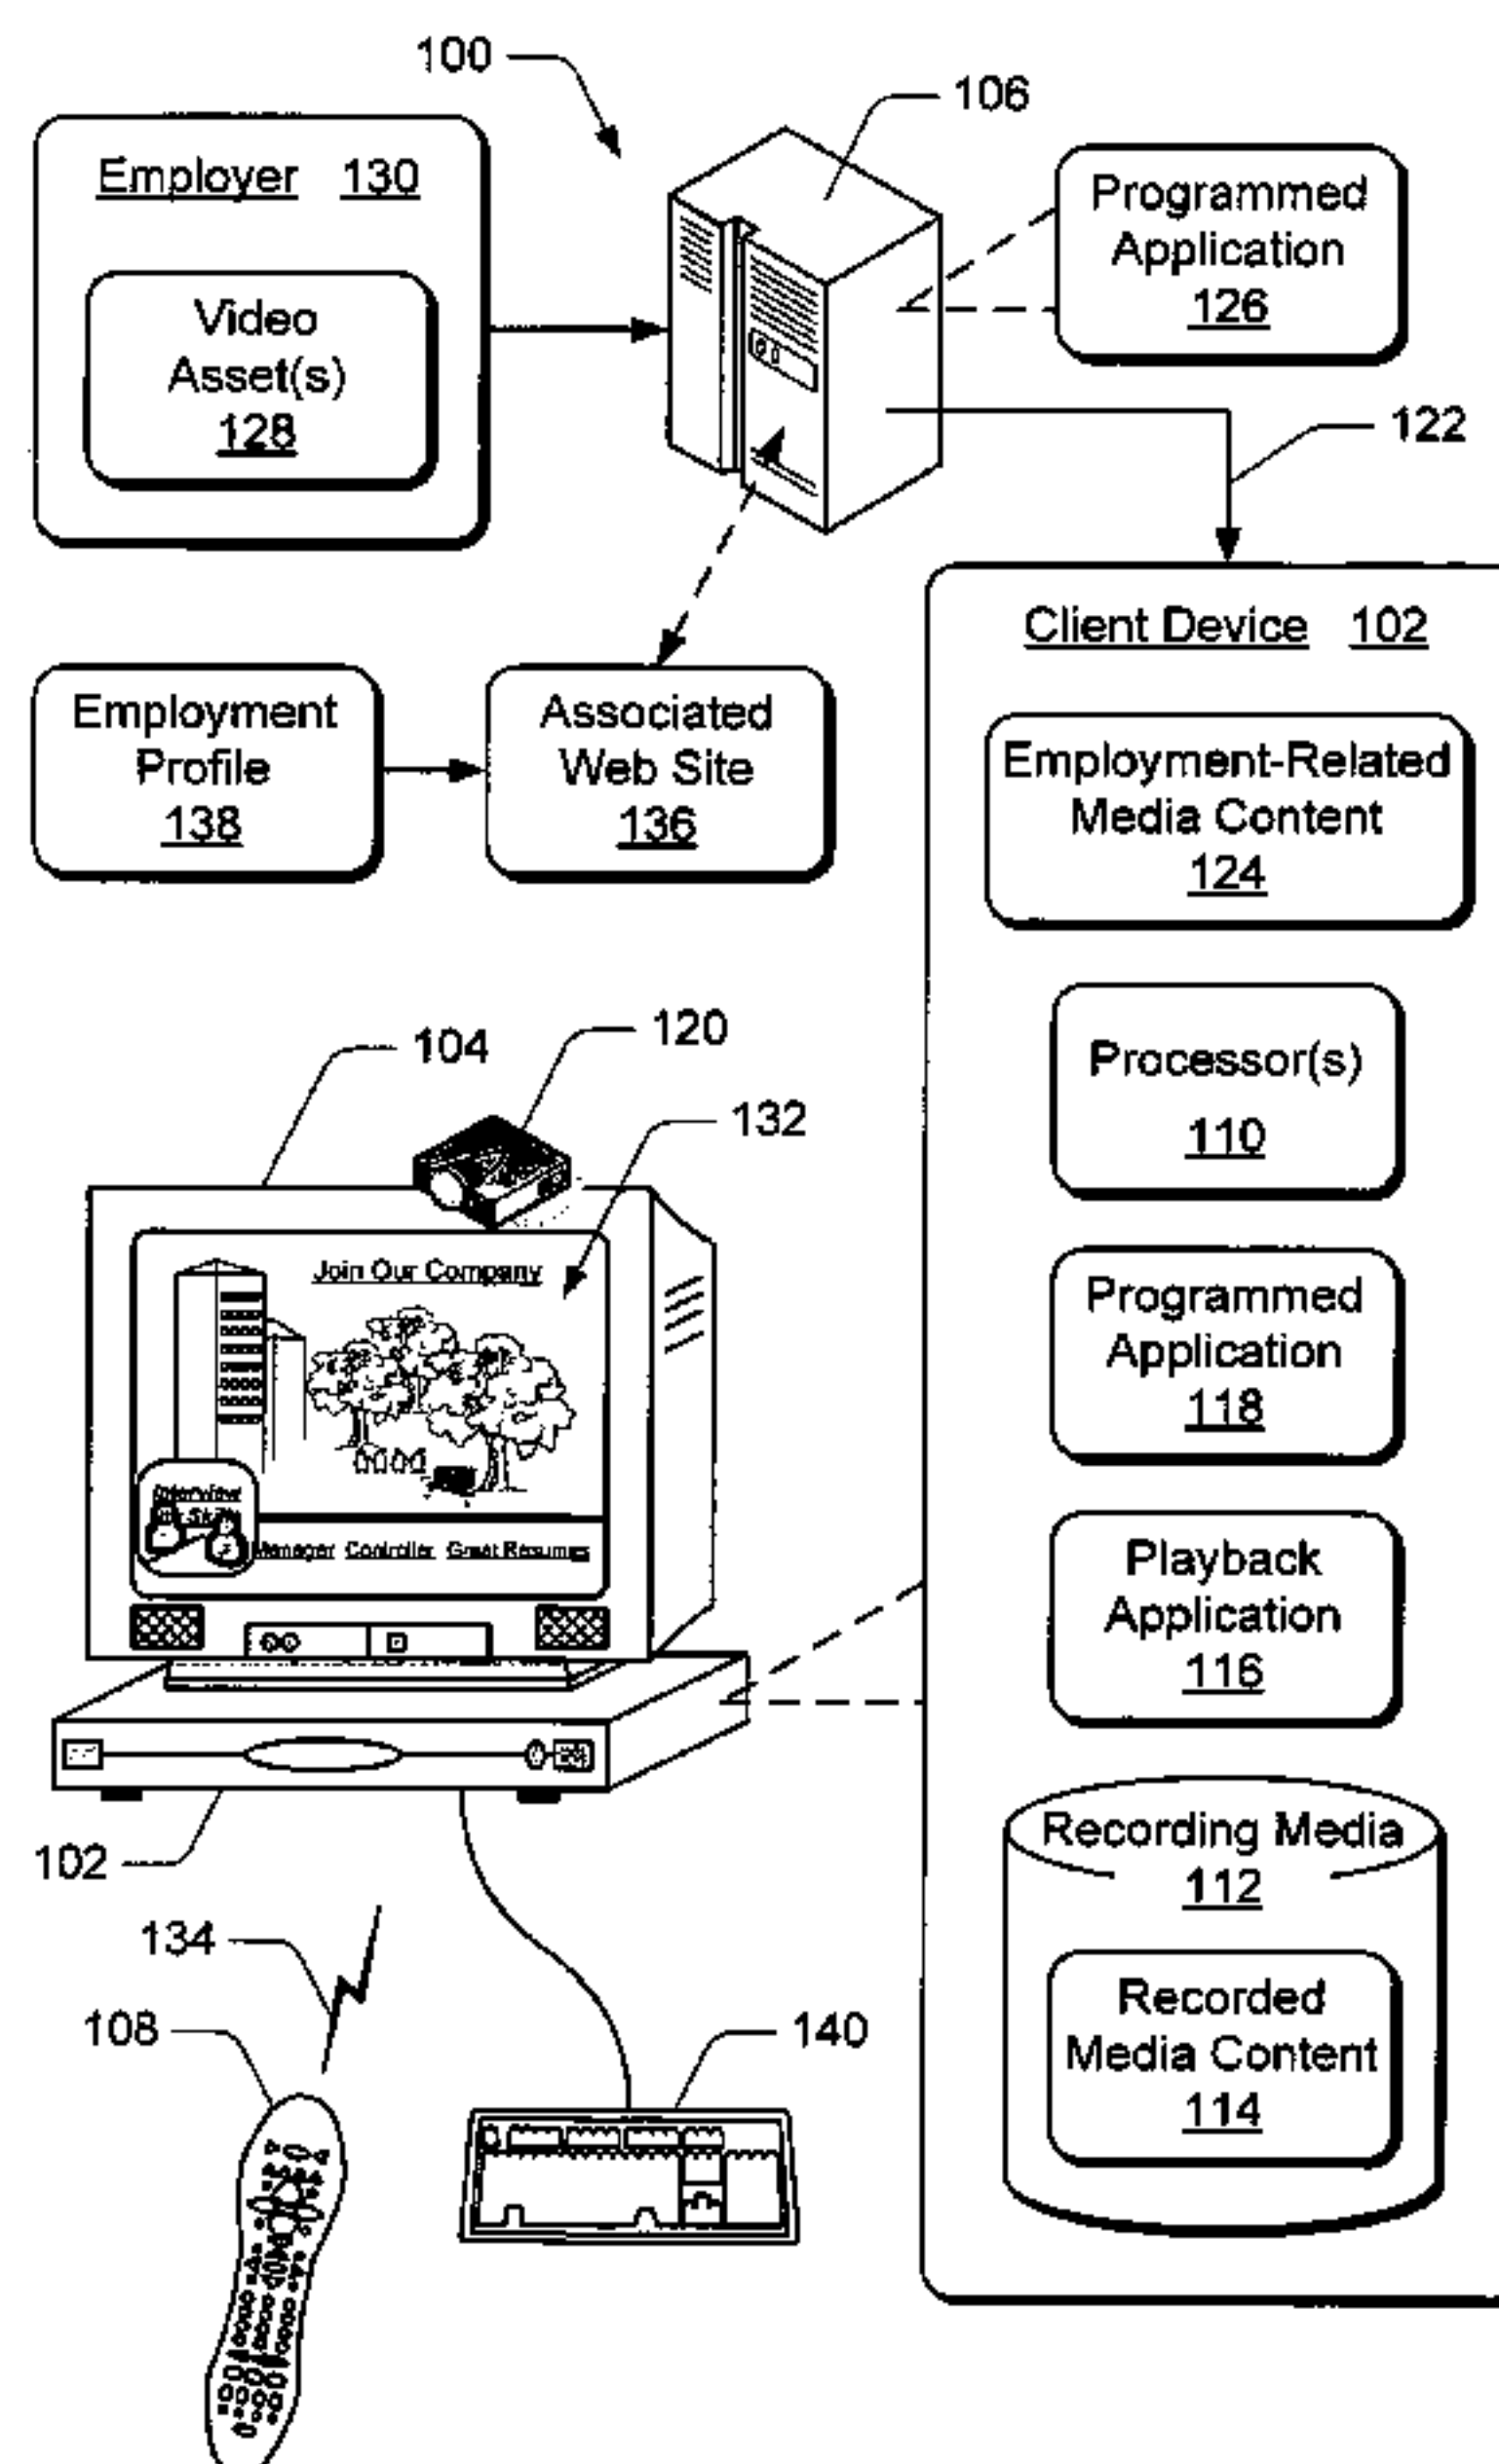 100
106
Employer 130
Video
Asset(s)
128
Programmed
Application
126
122
Employment
Profile
138
Associated
Web Site
136
Client Device 102
Employment-Related
Media Content
124
Processor(s)
110
Programmed
Application
118
Playback
Application
116
Recording Media
112
Recorded
Media Content
114
104
120
132
Join Our Company
Interview
Skills
Manager Controller Great Resumes
102
134
108
140